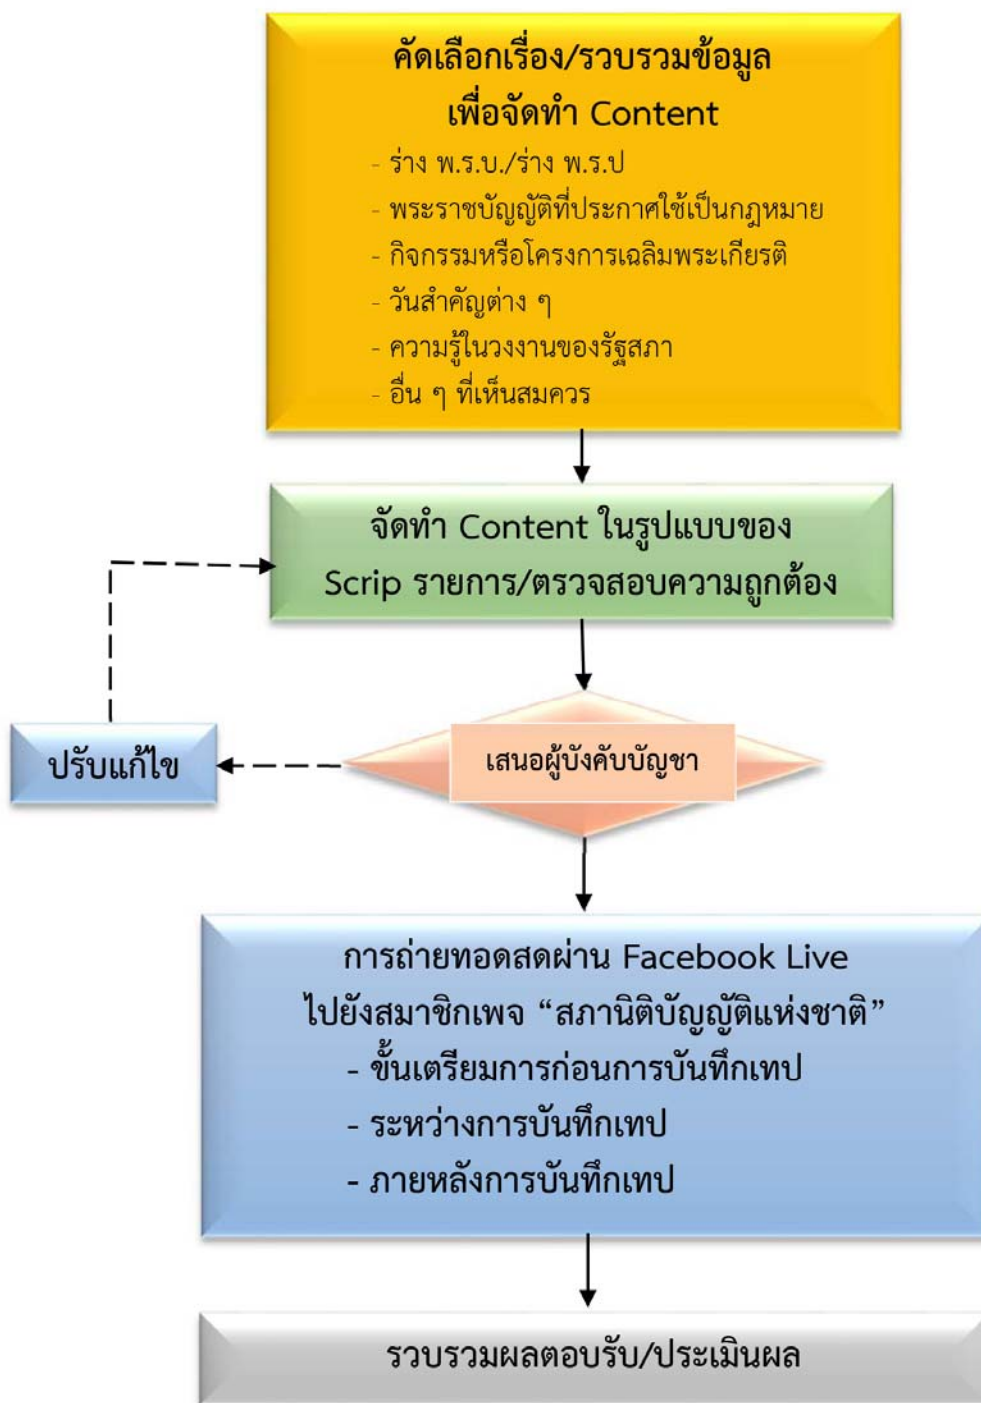 คัดเลือกเรื่อง/รวบรวมข้อมูล
เพื่อจัดทำ Content
- ร่าง พ.ร.บ./ร่าง พ.ร.ป
- พระราชบัญญัติที่ประกาศใช้เป็นกฎหมาย
- กิจกรรมหรือโครงการเฉลิมพระเกียรติ
- วันสำคัญต่าง ๆ
- ความรู้ในวงงานของรัฐสภา
- อื่น ๆ ที่เห็นสมควร
จัดทำ Content ในรูปแบบของ
Scrip รายการ/ตรวจสอบความถูกต้อง
ปรับแก้ไข
เสนอผู้บังคับบัญชา
การถ่ายทอดสดผ่าน Facebook Live
ไปยังสมาชิกเพจ “สภานิติบัญญัติแห่งชาติ”
- ขั้นเตรียมการก่อนการบันทึกเทป
- ระหว่างการบันทึกเทป
- ภายหลังการบันทึกเทป
รวบรวมผลตอบรับ/ประเมินผล